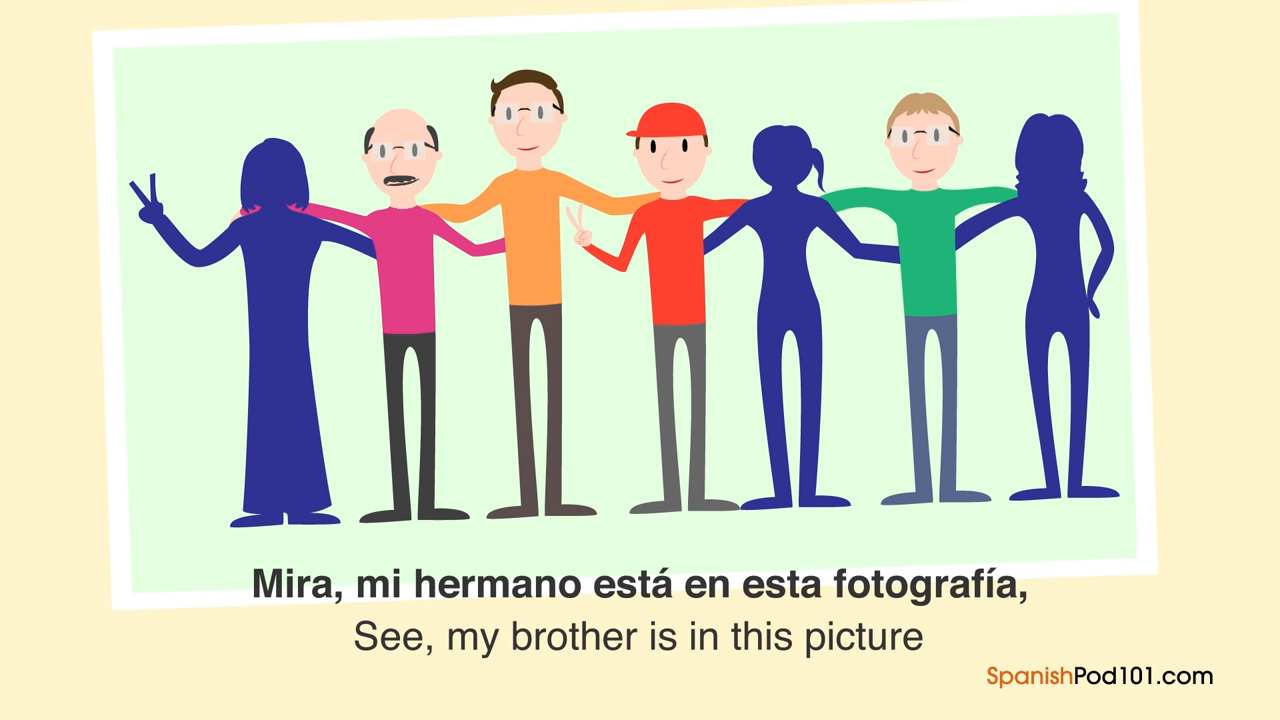 Mira, mi hermano está en esta fotografía,
See, my brother is in this picture
SpanishPod101.com